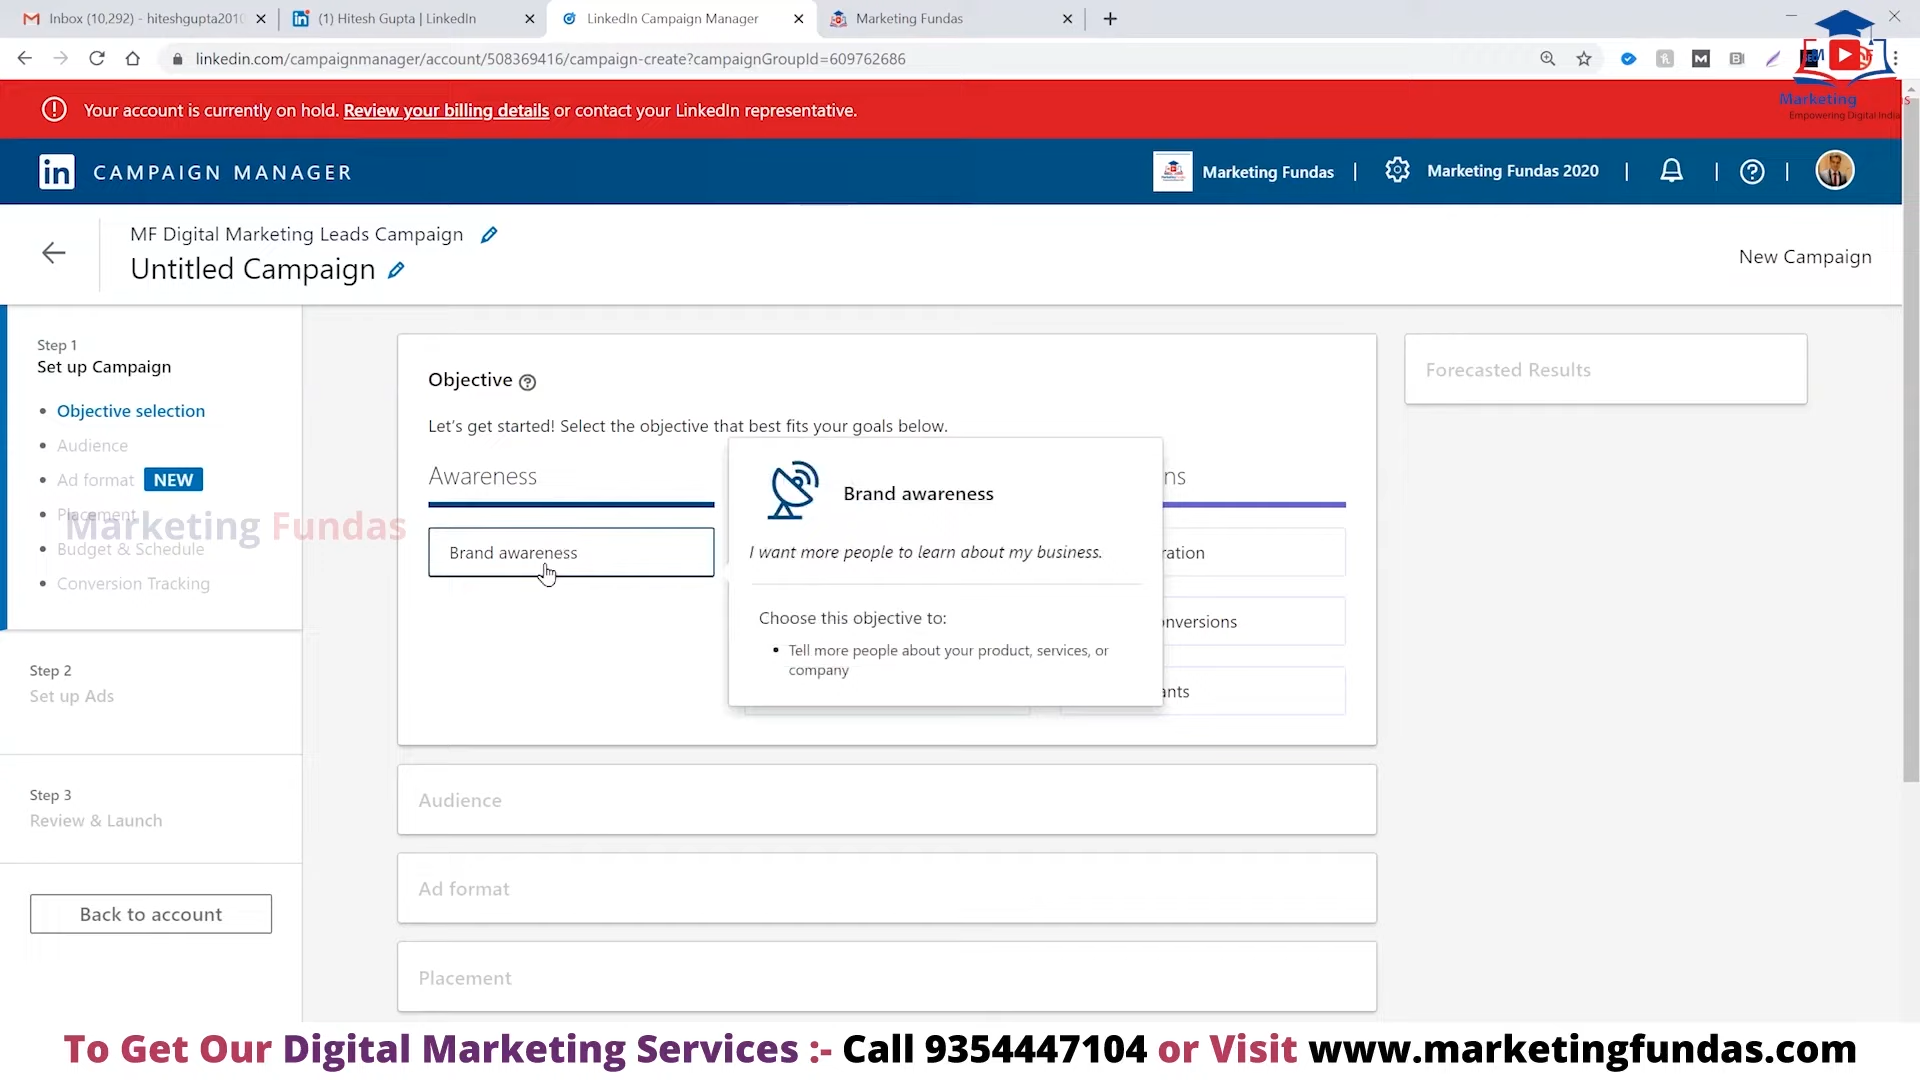 Inbox (10,292) - hiteshgupta2010
(1) Hitesh Gupta | LinkedIn
LinkedIn Campaign Manager
Marketing Fundas
linkedin.com/campaignmanager/account/508369416/campaign-create?campaignGroupId=609762686
Marketing
Empowering Digital India
Your account is currently on hold. Review your billing details or contact your LinkedIn representative.
in CAMPAIGN MANAGER
Marketing Fundas
Marketing Fundas 2020
MF Digital Marketing Leads Campaign
Untitled Campaign
New Campaign
Step 1
Set up Campaign
Objective selection
Audience
Ad format NEW
Placement
Budget & Schedule
Conversion Tracking
Marketing Fundas
Step 2
Set up Ads
Step 3
Review & Launch
Back to account
Objective
Let's get started! Select the objective that best fits your goals below.
Awareness
Brand awareness
Brand awareness
I want more people to learn about my business.
Choose this objective to:
• Tell more people about your product, services, or
company
ns
ration
nversions
ants
Forecasted Results
Audience
Ad format
Placement
To Get Our Digital Marketing Services :- Call 9354447104 or Visit www.marketingfundas.com